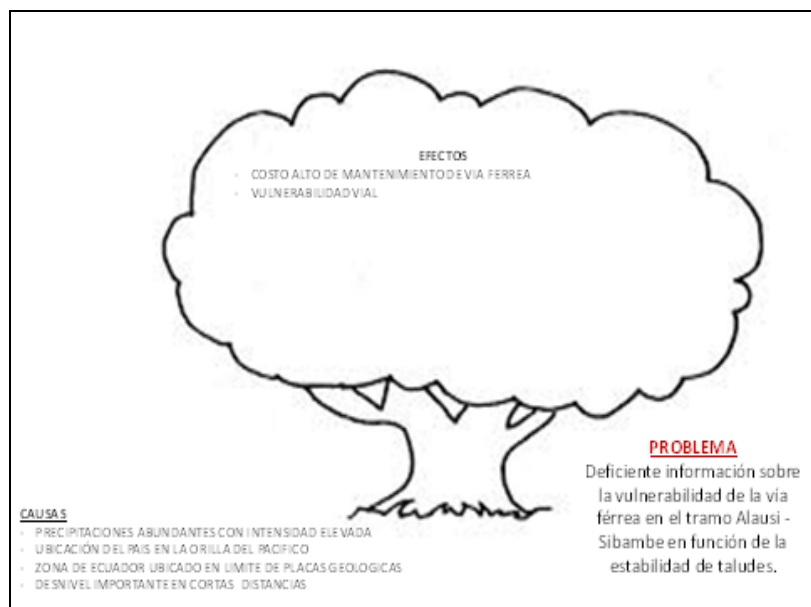 EFECTOS
- COSTO ALTO DE MANTENIMIENTO DE VIA FERREA
- VULNERABILIDAD VIAL
PROBLEMA
Deficiente información sobre
la vulnerabilidad de la vía
férrea en el tramo Alausi -
Sibambe en función de la
estabilidad de taludes.
CAUSAS
- PRECIPITACIONES ABUNDANTES CON INTENSIDAD ELEVADA
- UBICACIÓN DEL PAIS EN LA ORILLA DEL PACIFICO
- ZONA DE ECUADOR UBICADO EN LIMITE DE PLACAS GEOLOGICAS
- DESNIVEL IMPORTANTE EN CORTAS DISTANCIAS